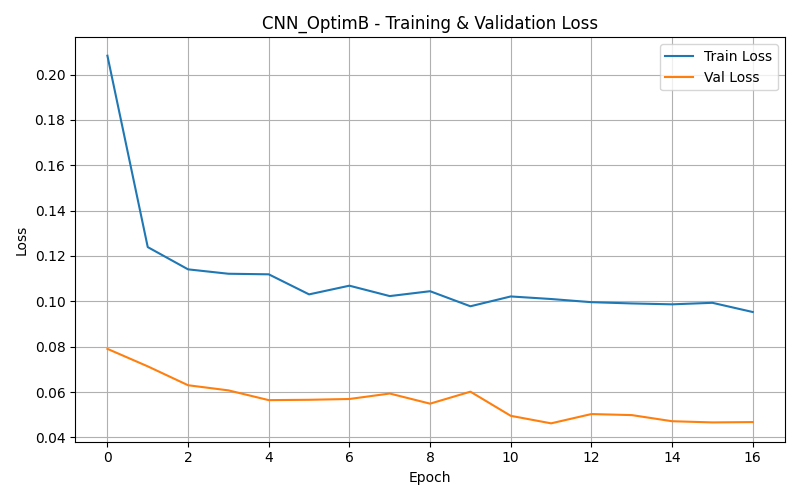 CNN_OptimB - Training & Validation Loss
Train Loss
Val Loss
Loss
0.20
0.18
0.16
0.14
0.12
0.10
0.08
0.06
0.04
0 2 4 6 8 10 12 14 16
Epoch